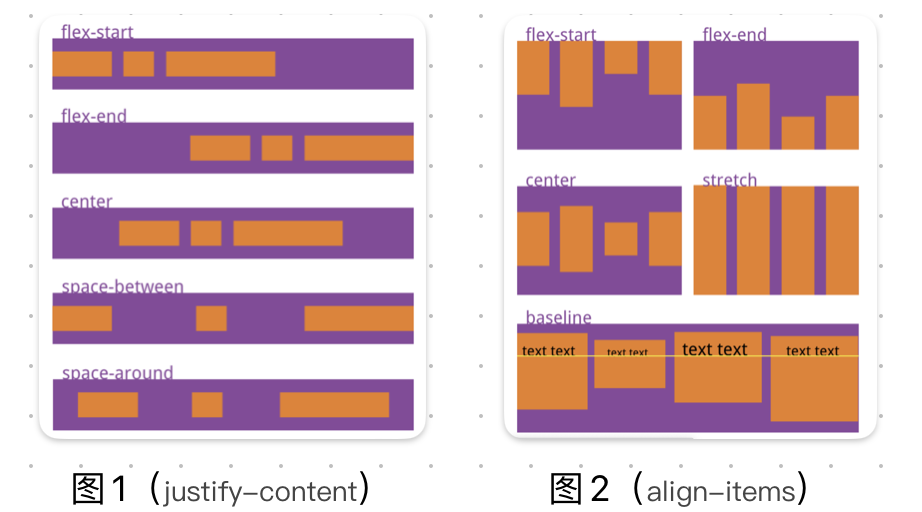 flex-start
flex-end
center
space-between
space-around
图1（justify-content）
flex-start
flex-end
center
stretch
baseline
text text
text text
text text
text text
图2（align-items）